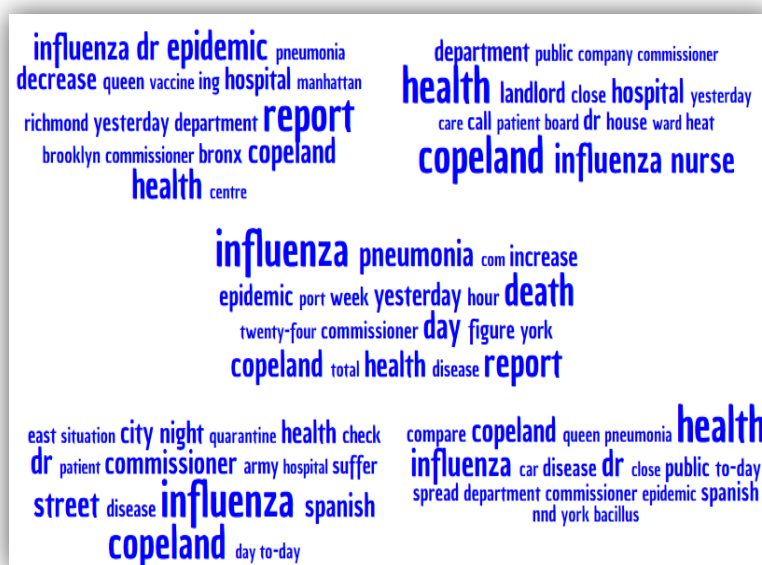 influenza dr epidemic pneumonia
decrease queen vaccine ing hospital manhattan
richmond yesterday department report
brooklyn commissioner bronx copeland
health centre
department public company commissioner
health landlord close hospital yesterday
care call patient board dr house ward heat
copeland influenza nurse
influenza pneumonia com increase
epidemic port week yesterday hour death
twenty-four commissioner day figure york
copeland total health disease report
east situation city night quarantine health check
dr patient commissioner army hospital suffer
street disease influenza spanish
copeland day to-day
compare copeland queen pneumonia health
influenza car disease dr close public to-day
spread department commissioner epidemic spanish
nnd york bacillus